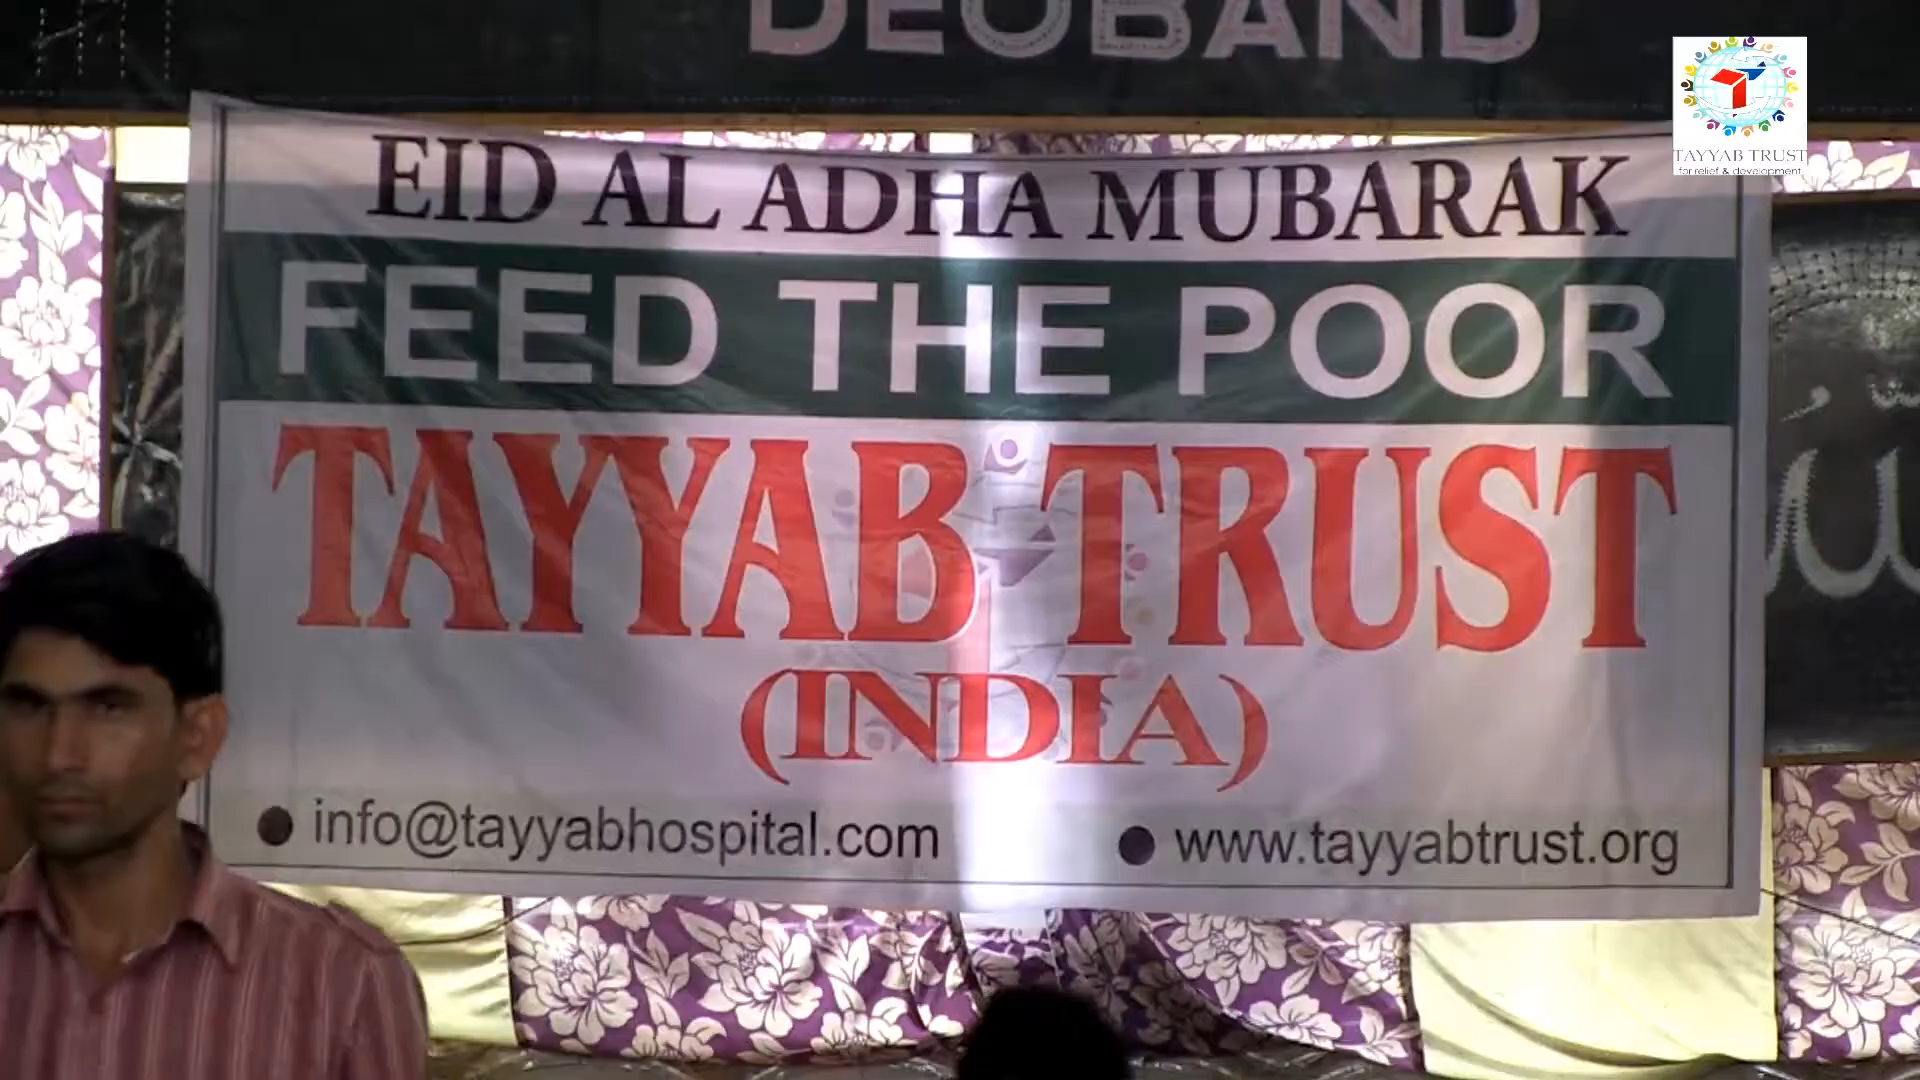 DEOBAND
TAYYAB TRUST
for relief & development
EID AL ADHA MUBARAK
FEED THE POOR
TAYYAB TRUST
(INDIA)
● info@tayyabhospital.com ● www.tayyabtrust.org